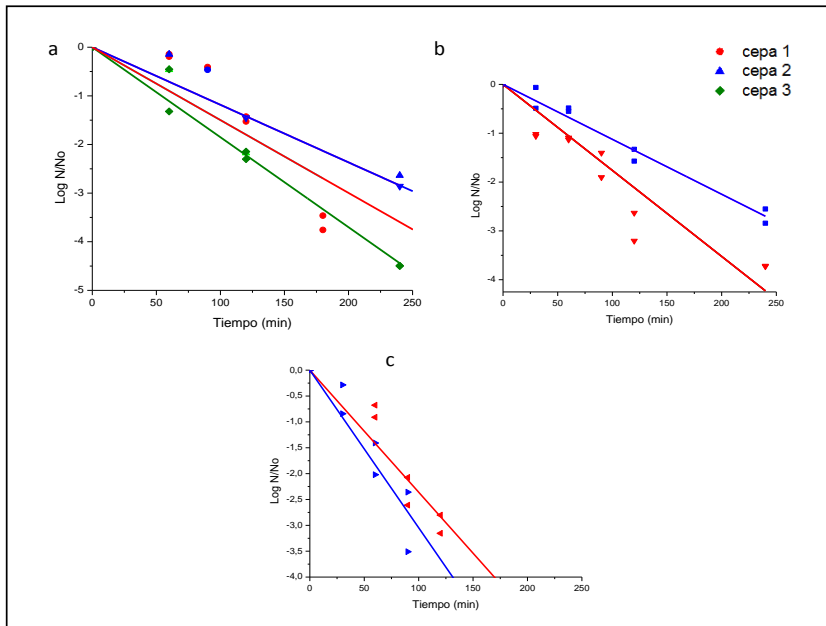 a
0
-1
-2
-3
-4
-5
Log N/No
0 50 100 150 200 250
Tiempo (min)
b
cepa 1
cepa 2
cepa 3
0
-1
-2
-3
-4
Log N/No
0 50 100 150 200 250
Tiempo (min)
c
0,0
-0,5
-1,0
-1,5
-2,0
-2,5
-3,0
-3,5
-4,0
Log N/No
0 50 100 150 200 250
Tiempo (min)